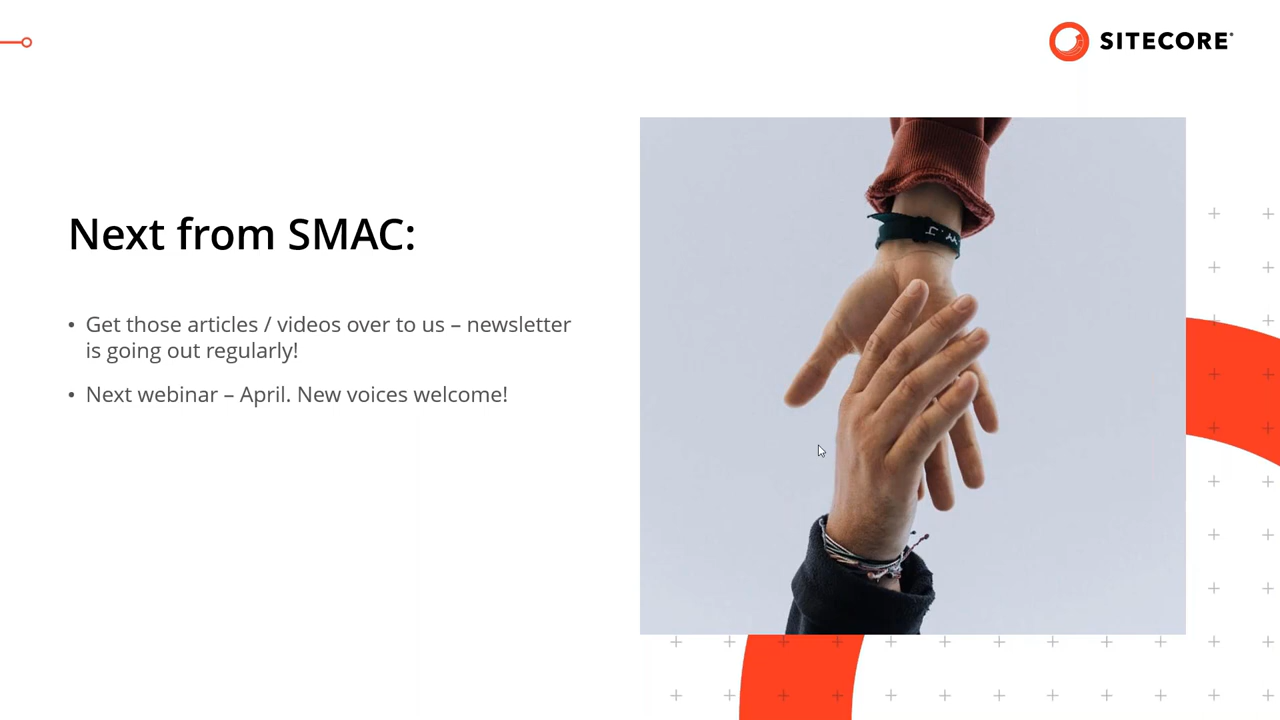 SITECORE®
Next from SMAC:
• Get those articles / videos over to us – newsletter
is going out regularly!
• Next webinar – April. New voices welcome!